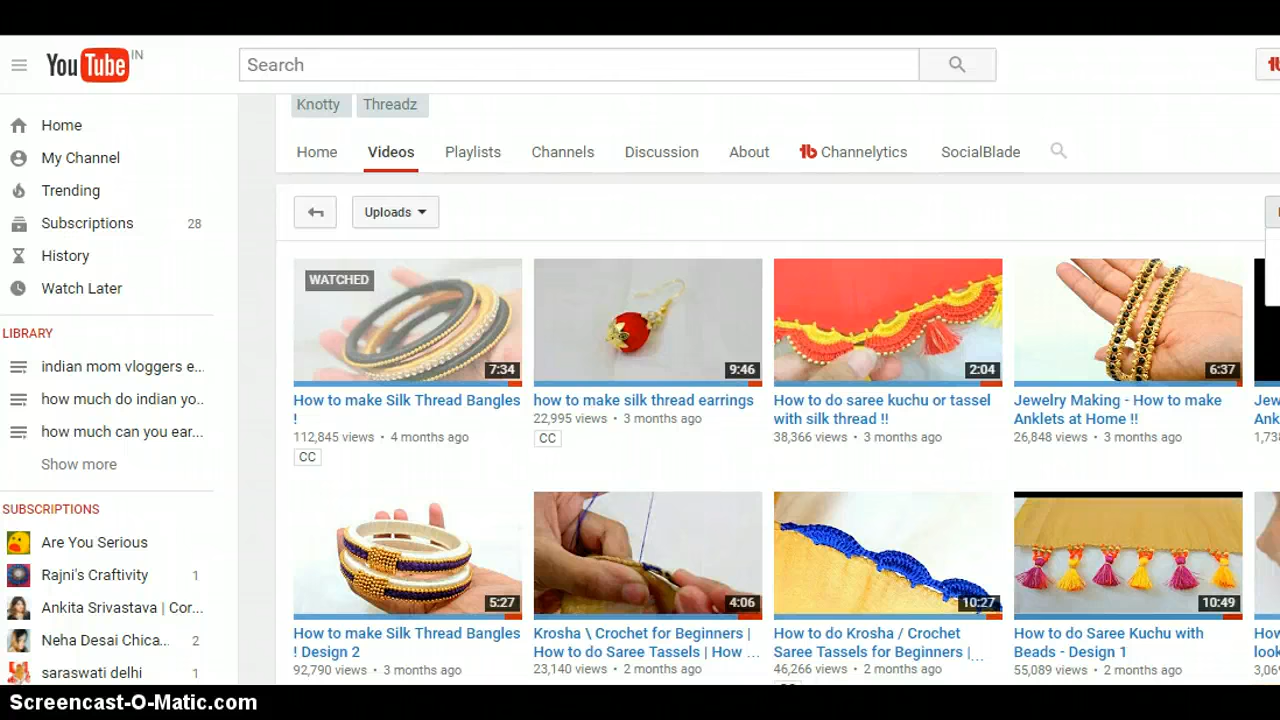 YouTube IN
Search
Home
My Channel
Trending
Subscriptions 28
History
Watch Later
LIBRARY
indian mom vloggers e...
how much do indian yo..
how much can you ear...
Show more
SUBSCRIPTIONS
Are You Serious
Rajni's Craftivity 1
Ankita Srivastava | Cor...
Neha Desai Chica... 2
saraswati delhi 1
Knotty Threadz
Home Videos Playlists Channels Discussion About Channelytics SocialBlade
Uploads
WATCHED
7:34
How to make Silk Thread Bangles
!
112,845 views • 4 months ago
CC
9:46
how to make silk thread earrings
22,995 views • 3 months ago
CC
2:04
How to do saree kuchu or tassel
with silk thread !!
38,366 views • 3 months ago
6:37
Jewelry Making - How to make
Anklets at Home !!
26,848 views • 3 months ago
Jew
Ank
1,738
5:27
How to make Silk Thread Bangles
! Design 2
92,790 views • 3 months ago
4:06
Krosha \ Crochet for Beginners |
How to do Saree Tassels | How ...
23,140 views • 2 months ago
10:27
How to do Krosha / Crochet
Saree Tassels for Beginners |...
46,266 views • 2 months ago
10:49
How to do Saree Kuchu with
Beads - Design 1
55,089 views • 2 months ago
How
look
3,06
Screencast-O-Matic.com